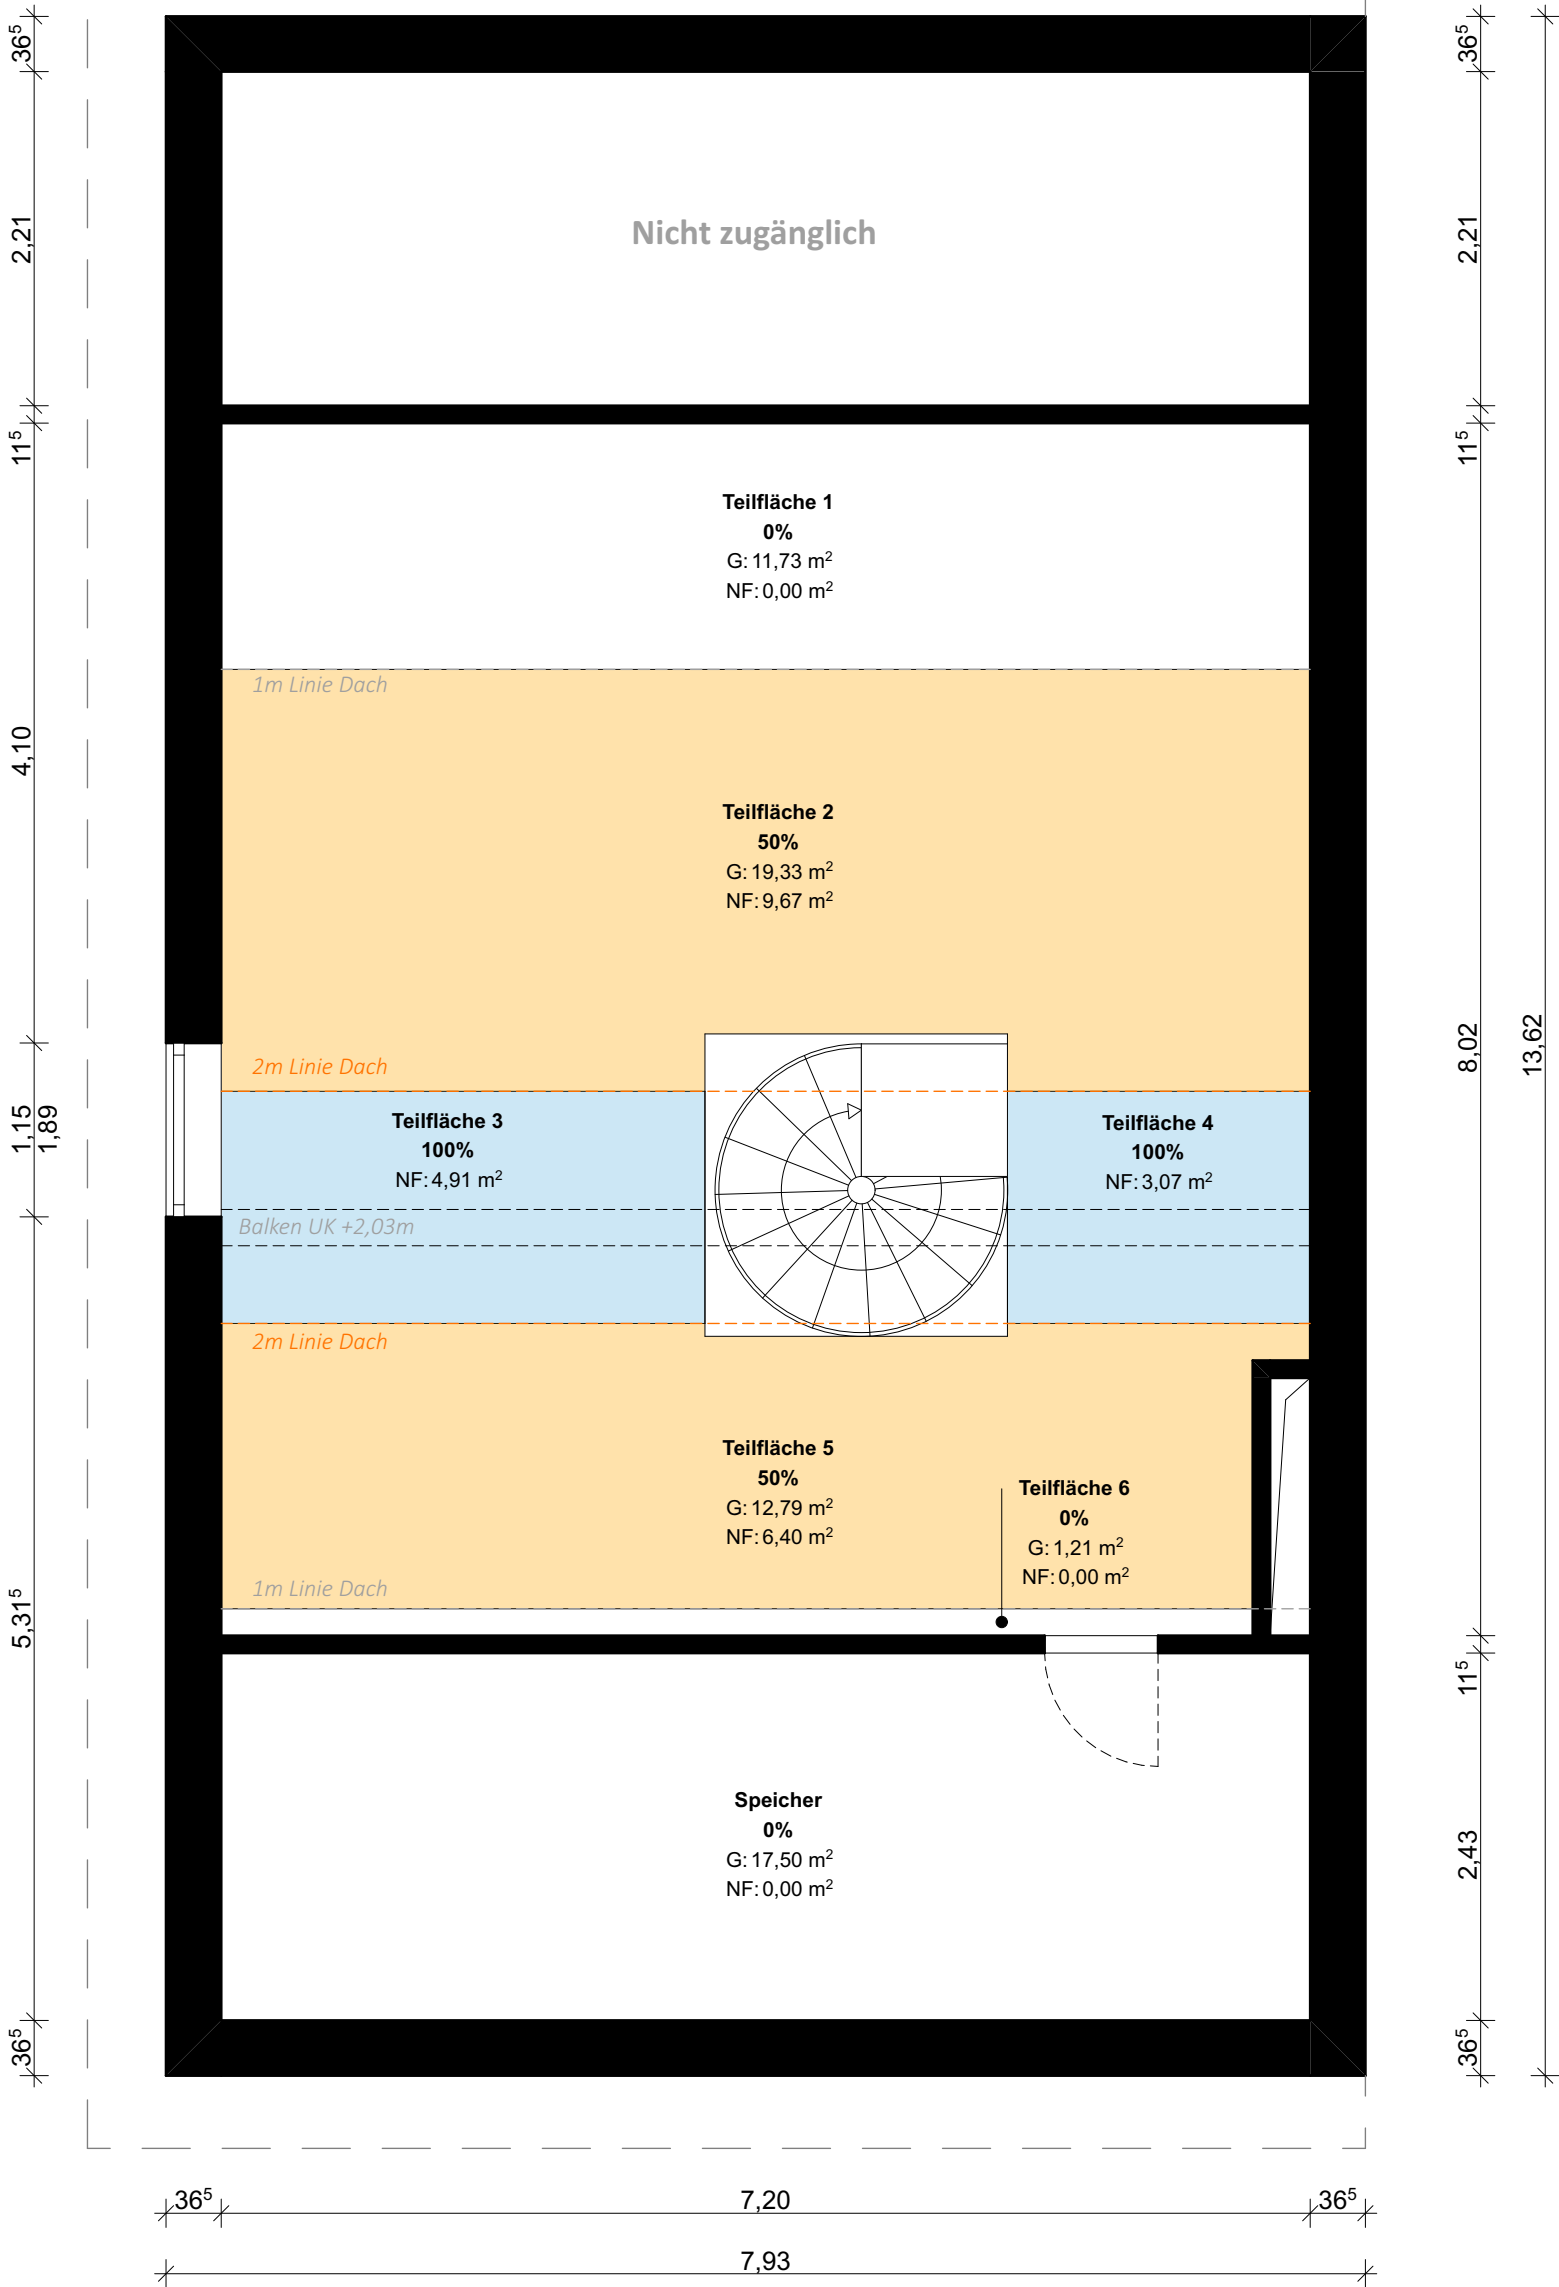 36⁵
36⁵
2,21
Nicht zugänglich
2,21
11⁵
11⁵
Teilfläche 1
0%
G: 11,73 m²
NF: 0,00 m²
1m Linie Dach
4,10
Teilfläche 2
50%
G: 19,33 m²
NF: 9,67 m²
8,02
13,62
2m Linie Dach
1,15
1,89
Teilfläche 3
100%
NF: 4,91 m²
Teilfläche 4
100%
NF: 3,07 m²
Balken UK +2,03m
2m Linie Dach
Teilfläche 5
50%
G: 12,79 m²
NF: 6,40 m²
Teilfläche 6
0%
G: 1,21 m²
NF: 0,00 m²
1m Linie Dach
5,31⁵
11⁵
Speicher
0%
G: 17,50 m²
NF: 0,00 m²
2,43
36⁵
36⁵
36⁵
7,20
36⁵
7,93